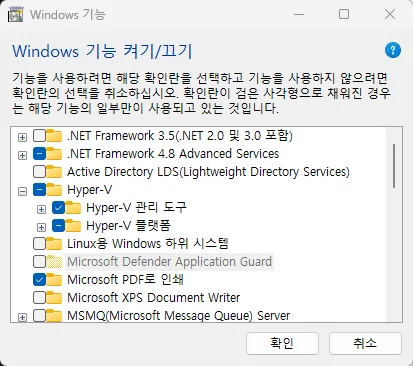 Windows 기능
Windows 기능 켜기/끄기
기능을 사용하려면 해당 확인란을 선택하고 기능을 사용하지 않으려면
확인란의 선택을 취소하십시오. 확인란이 검은 사각형으로 채워진 경우
는 해당 기능의 일부만이 사용되고 있는 것입니다.
.NET Framework 3.5(.NET 2.0 및 3.0 포함)
.NET Framework 4.8 Advanced Services
Active Directory LDS(Lightweight Directory Services)
Hyper-V
Hyper-V 관리 도구
Hyper-V 플랫폼
Linux용 Windows 하위 시스템
Microsoft Defender Application Guard
Microsoft PDF로 인쇄
Microsoft XPS Document Writer
MSMQ(Microsoft Message Queue) Server
확인
취소